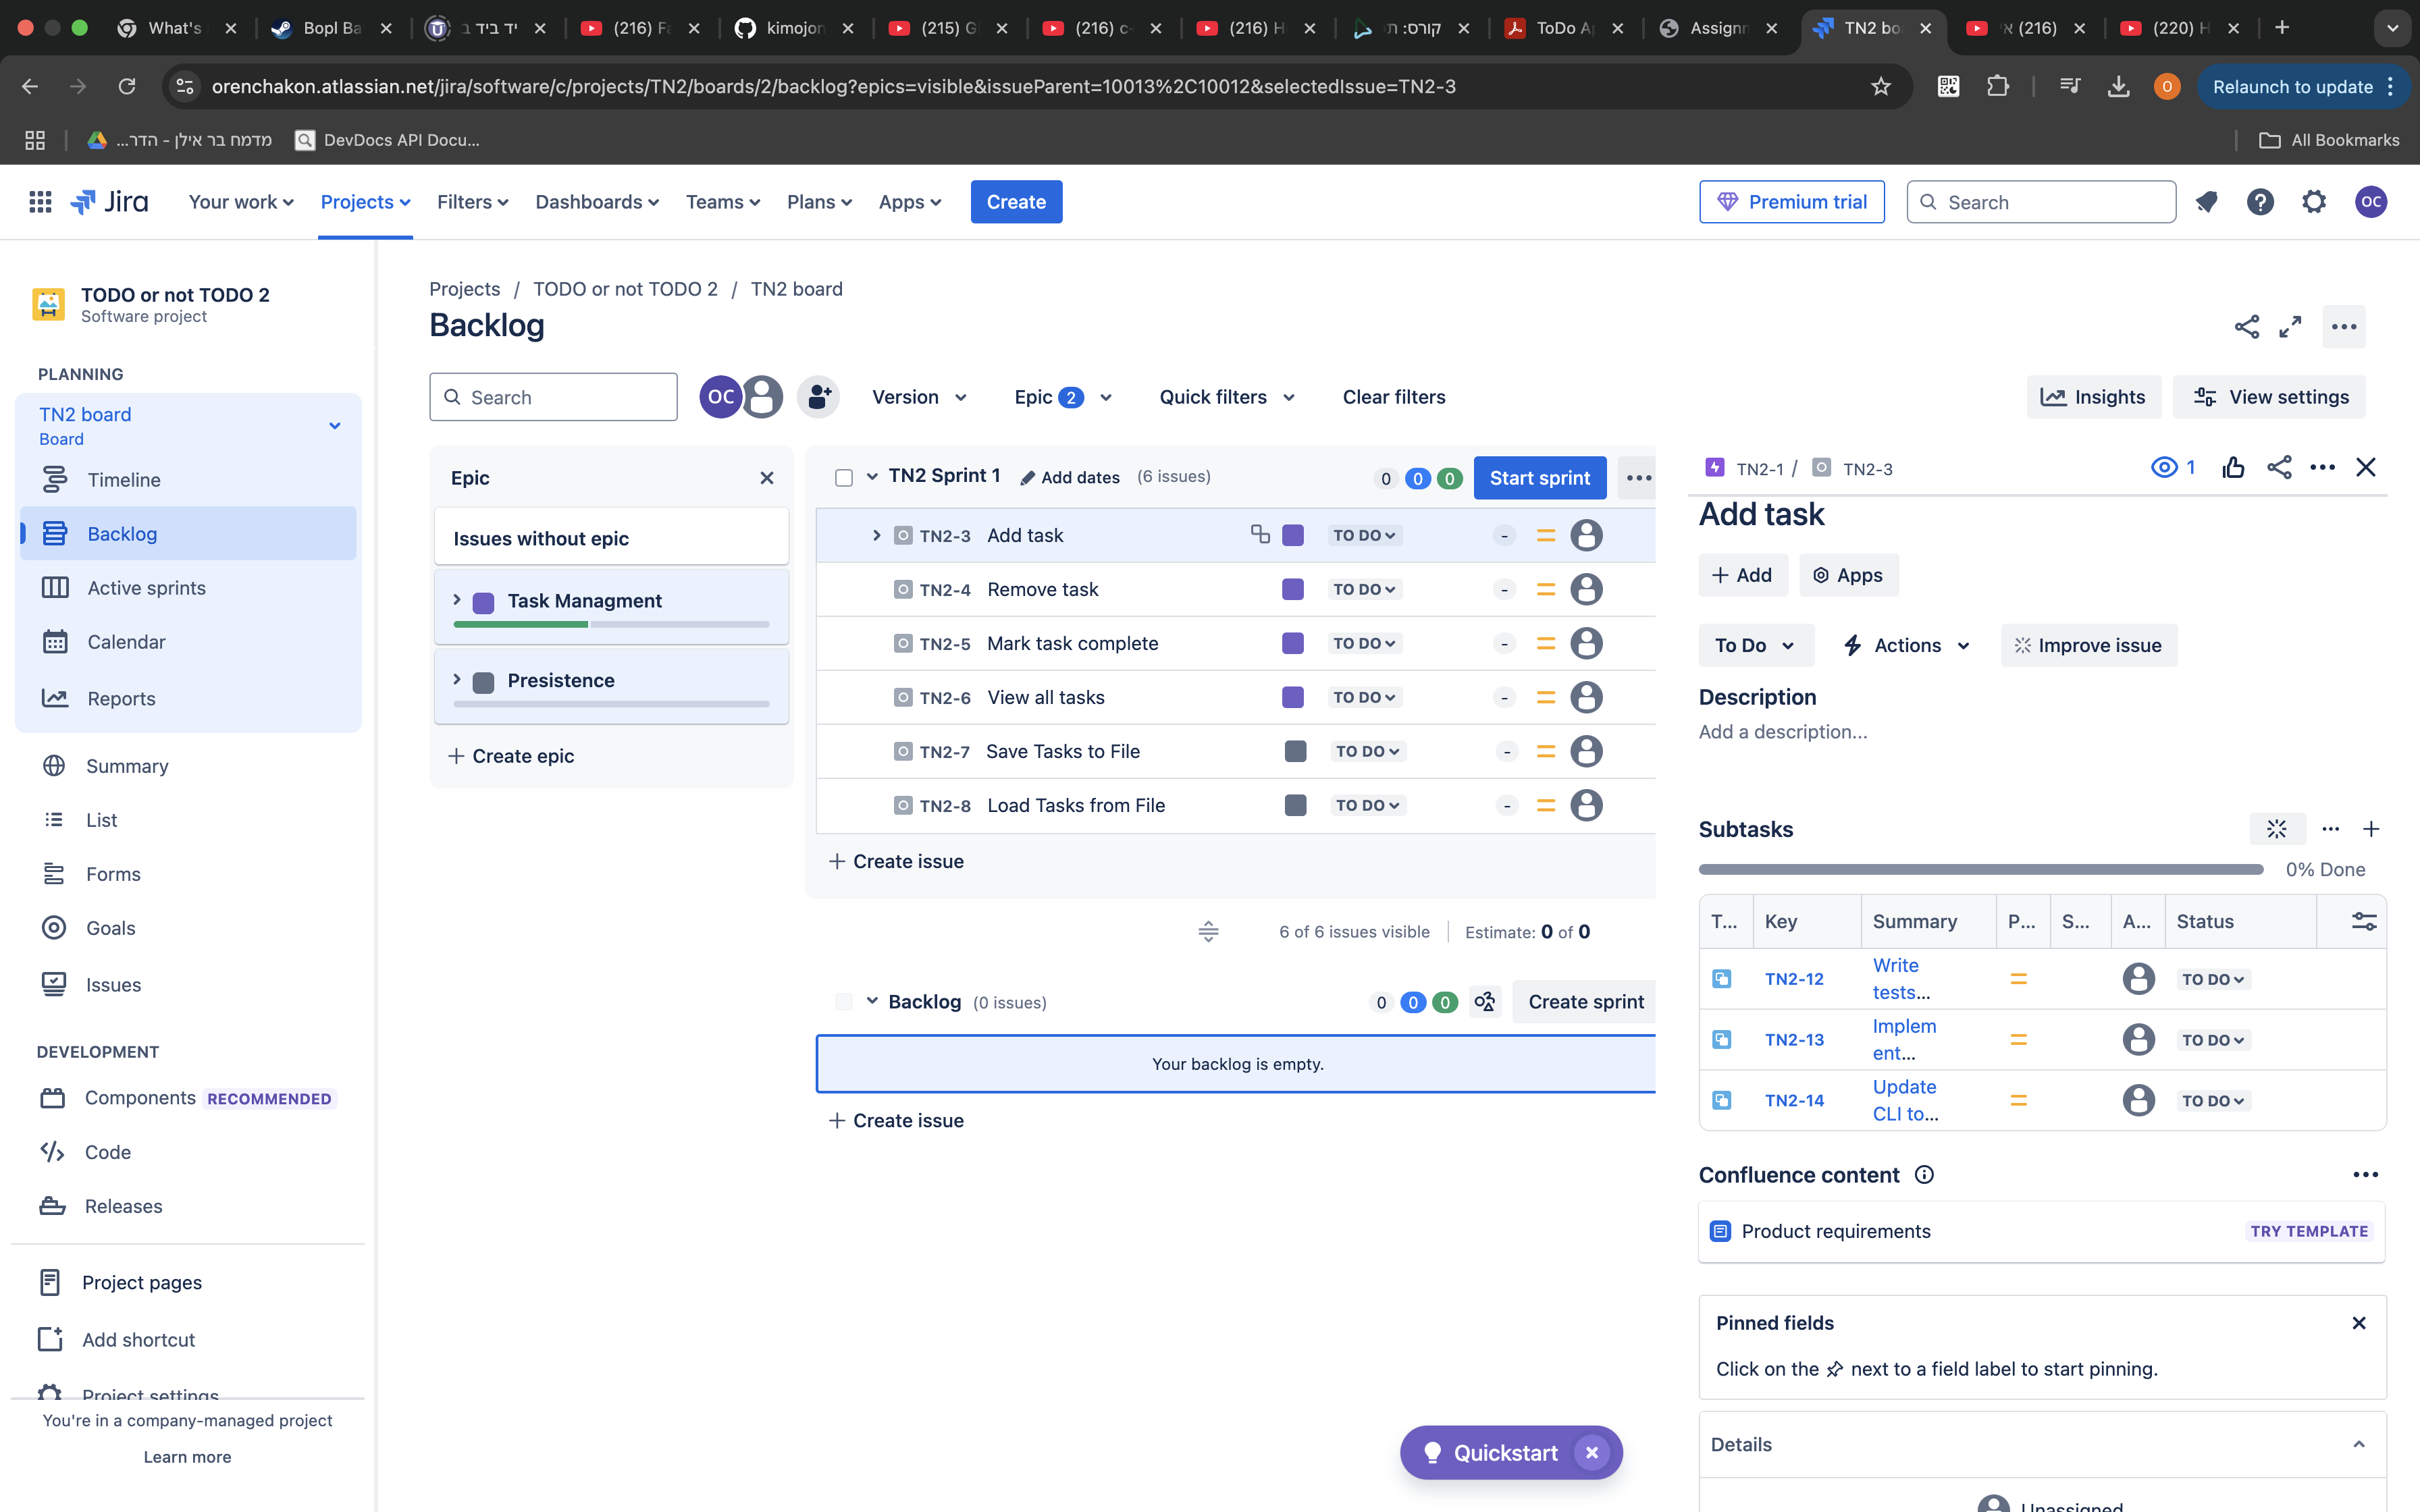 What's
Bopl Ba
יד ביד ב
(216) Fa
kimojon
(215) G
(216) c-
(216) H
קורס: ת
ToDo A
Assignn
TN2 bo
(216) א
(220) H
orenchakon.atlassian.net/jira/software/c/projects/TN2/boards/2/backlog?epics=visible&issueParent=10013%2C10012&selectedIssue=TN2-3
O
Relaunch to update
מדמח בר אילן - הדר...
DevDocs API Docu...
All Bookmarks
Jira
Your work
Projects
Filters
Dashboards
Teams
Plans
Apps
Create
Premium trial
Search
OC
TODO or not TODO 2
Software project
PLANNING
TN2 board
Board
Timeline
Backlog
Active sprints
Calendar
Reports
Summary
List
Forms
Goals
Issues
DEVELOPMENT
Components RECOMMENDED
Code
Releases
Project pages
Add shortcut
Project settings
You're in a company-managed project
Learn more
Projects / TODO or not TODO 2 / TN2 board
Backlog
Search
OC
Version
Epic 2
Quick filters
Clear filters
Insights
View settings
Epic
Issues without epic
Task Managment
Presistence
+ Create epic
TN2 Sprint 1 Add dates (6 issues) 0 0 0 Start sprint
TN2-3 Add task TO DO -
TN2-4 Remove task TO DO -
TN2-5 Mark task complete TO DO -
TN2-6 View all tasks TO DO -
TN2-7 Save Tasks to File TO DO -
TN2-8 Load Tasks from File TO DO -
+ Create issue
6 of 6 issues visible Estimate: 0 of 0
Backlog (0 issues) 0 0 0 Create sprint
Your backlog is empty.
+ Create issue
TN2-1 / TN2-3
1
Add task
+ Add
Apps
To Do
Actions
Improve issue
Description
Add a description...
Subtasks
0% Done
T... Key Summary P... S... A... Status
TN2-12 Write tests... TO DO
TN2-13 Implem ent... TO DO
TN2-14 Update CLI to... TO DO
Confluence content
Product requirements TRY TEMPLATE
Pinned fields
Click on the next to a field label to start pinning.
Details
Unassigned
Quickstart